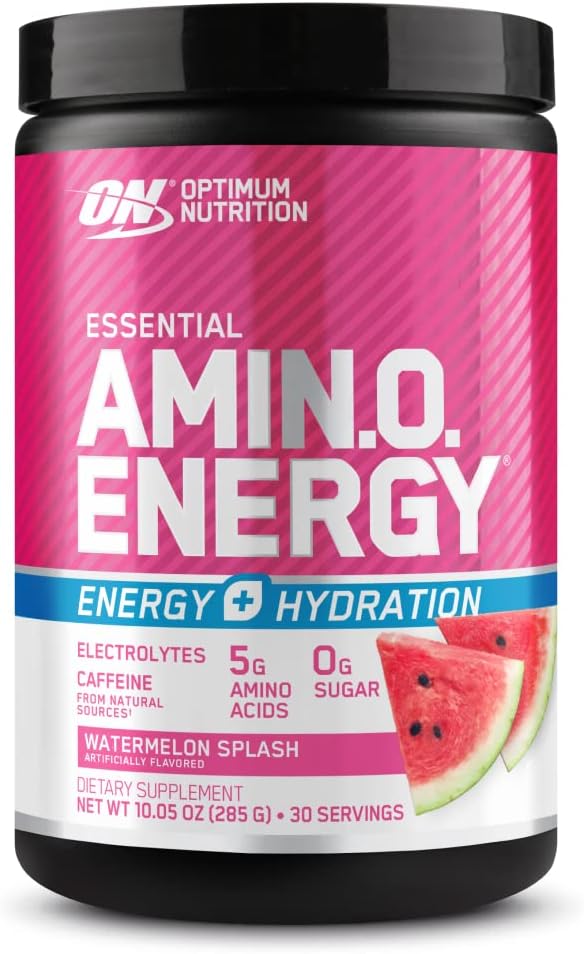 ON® OPTIMUM
NUTRITION
ESSENTIAL
AMIN.O.
ENERGY®
ENERGY + HYDRATION
ELECTROLYTES
CAFFEINE
FROM NATURAL
SOURCES†
5G
AMINO
ACIDS
0G
SUGAR
WATERMELON SPLASH
ARTIFICIALLY FLAVORED
DIETARY SUPPLEMENT
NET WT 10.05 OZ (285 G) • 30 SERVINGS